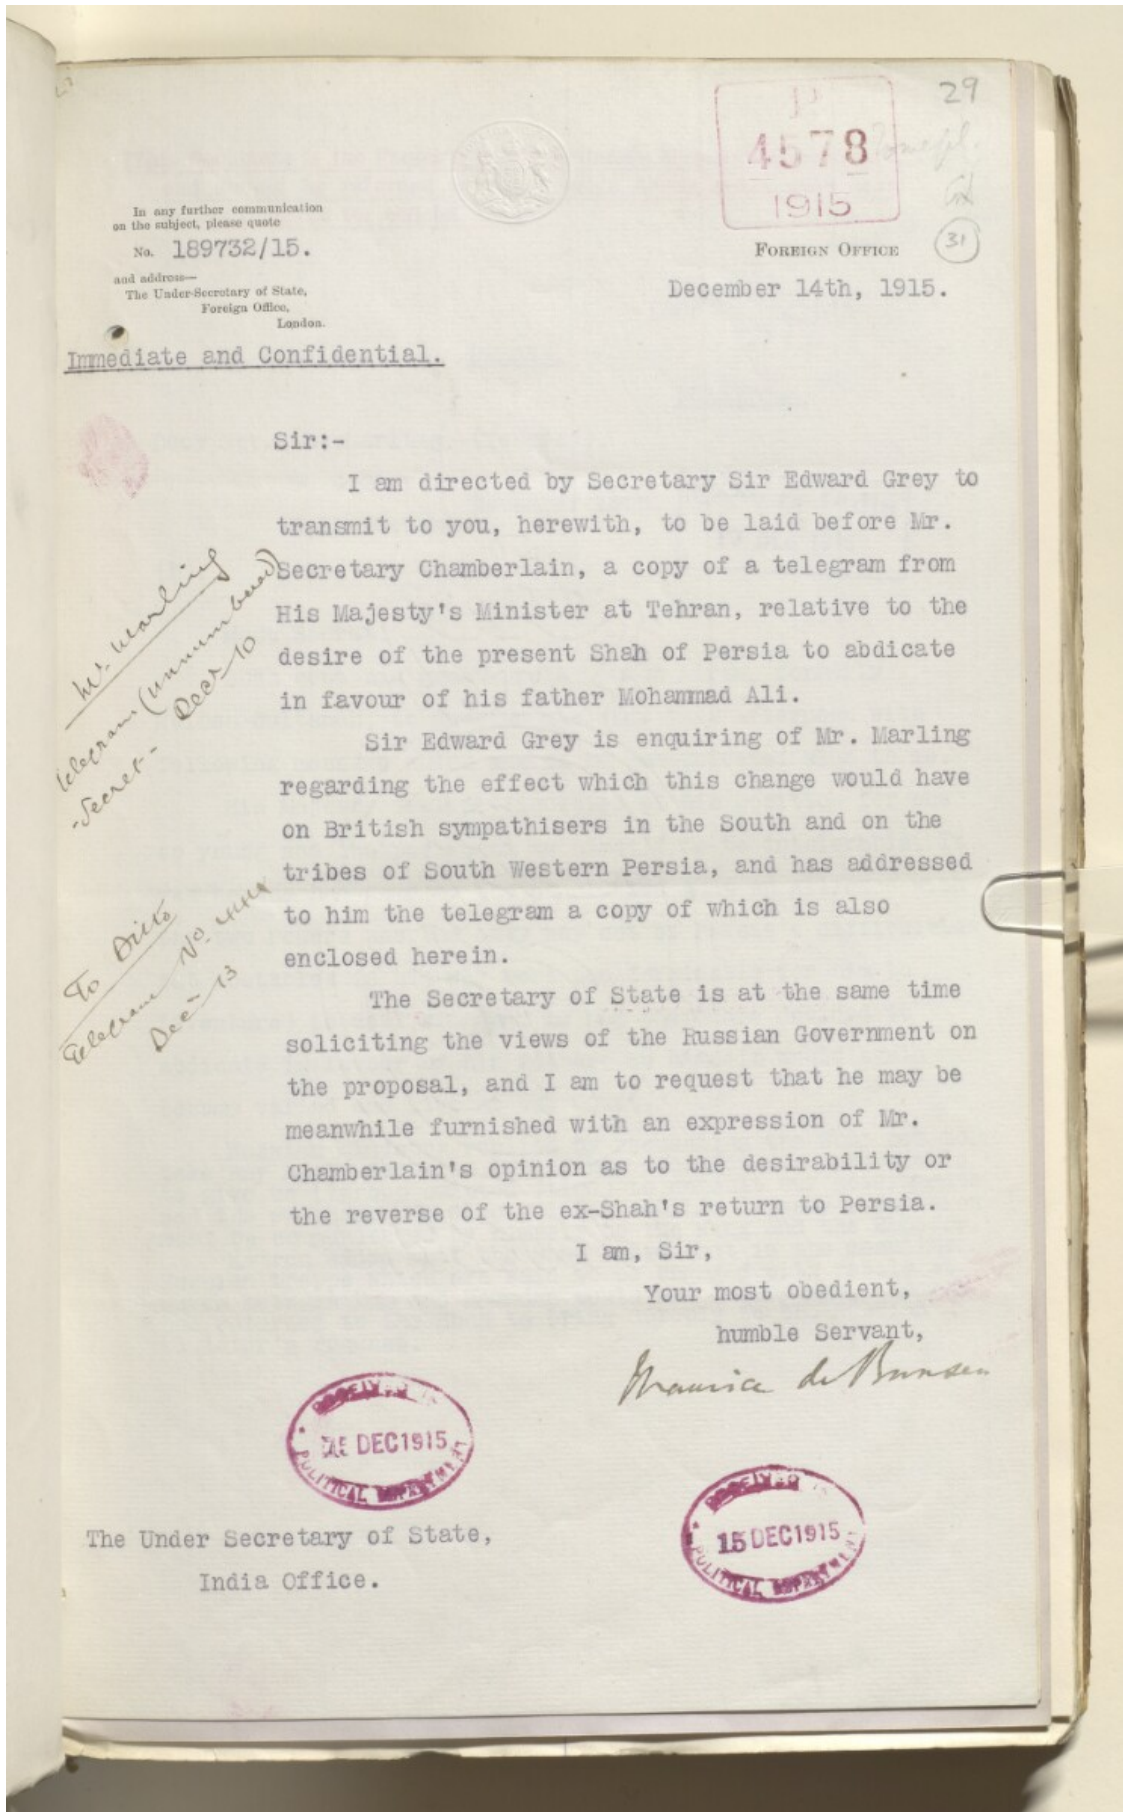 29
P
4578
1915
In any further communication
on the subject, please quote
No. 189732/15.
and address—
The Under-Secretary of State,
Foreign Office,
London.
FOREIGN OFFICE
31
December 14th, 1915.
Immediate and Confidential.
Sir:-
I am directed by Secretary Sir Edward Grey to
transmit to you, herewith, to be laid before Mr.
Secretary Chamberlain, a copy of a telegram from
His Majesty's Minister at Tehran, relative to the
desire of the present Shah of Persia to abdicate
in favour of his father Mohammad Ali.
Mr. Marling
Telegram (unnumbered)
-Secret- Decr 10
Sir Edward Grey is enquiring of Mr. Marling
regarding the effect which this change would have
on British sympathisers in the South and on the
tribes of South Western Persia, and has addressed
to him the telegram a copy of which is also
enclosed herein.
To Ditto
Telegram No
Decr 13
The Secretary of State is at the same time
soliciting the views of the Russian Government on
the proposal, and I am to request that he may be
meanwhile furnished with an expression of Mr.
Chamberlain's opinion as to the desirability or
the reverse of the ex-Shah's return to Persia.
I am, Sir,
Your most obedient,
humble Servant,
Maurice de Bunsen
RECEIVED IN
15 DEC 1915
POLITICAL DEPARTMENT
RECEIVED IN
15 DEC 1915
POLITICAL DEPARTMENT
The Under Secretary of State,
India Office.